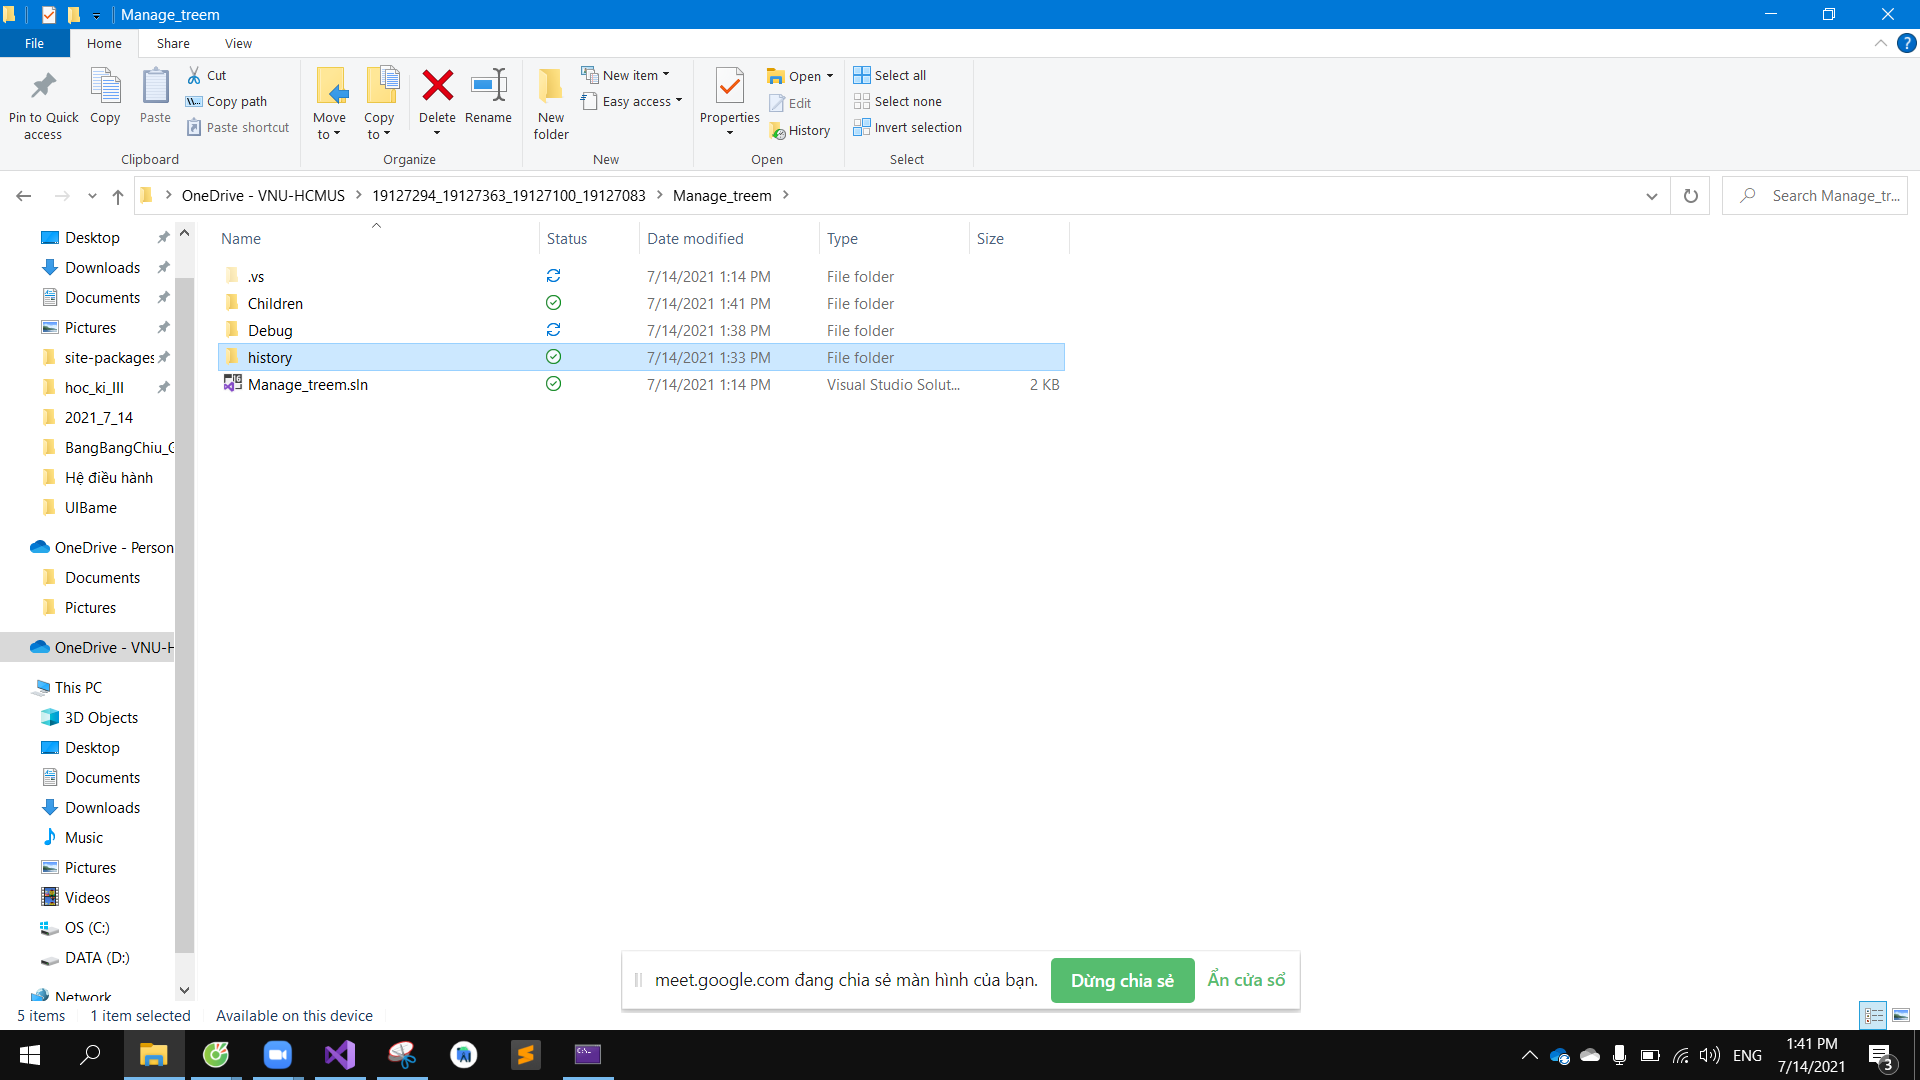 Manage_treem
File
Home
Share
View
Pin to Quick access
Copy
Paste
Cut
Copy path
Paste shortcut
Clipboard
Move to
Copy to
Delete
Rename
Organize
New folder
New item
Easy access
New
Properties
Open
Edit
History
Open
Select all
Select none
Invert selection
Select
OneDrive - VNU-HCMUS
19127294_19127363_19127100_19127083
Manage_treem
Search Manage_tr...
Name
Status
Date modified
Type
Size
.vs 7/14/2021 1:14 PM File folder
Children 7/14/2021 1:41 PM File folder
Debug 7/14/2021 1:38 PM File folder
history 7/14/2021 1:33 PM File folder
Manage_treem.sln 7/14/2021 1:14 PM Visual Studio Solut... 2 KB
Desktop
Downloads
Documents
Pictures
site-packages
hoc_ki_III
2021_7_14
BangBangChiu_G
Hệ điều hành
UIBame
OneDrive - Person
Documents
Pictures
OneDrive - VNU-H
This PC
3D Objects
Desktop
Documents
Downloads
Music
Pictures
Videos
OS (C:)
DATA (D:)
Network
meet.google.com đang chia sẻ màn hình của bạn.
Dừng chia sẻ
Ẩn cửa sổ
5 items
1 item selected
Available on this device
ENG
1:41 PM
7/14/2021
3